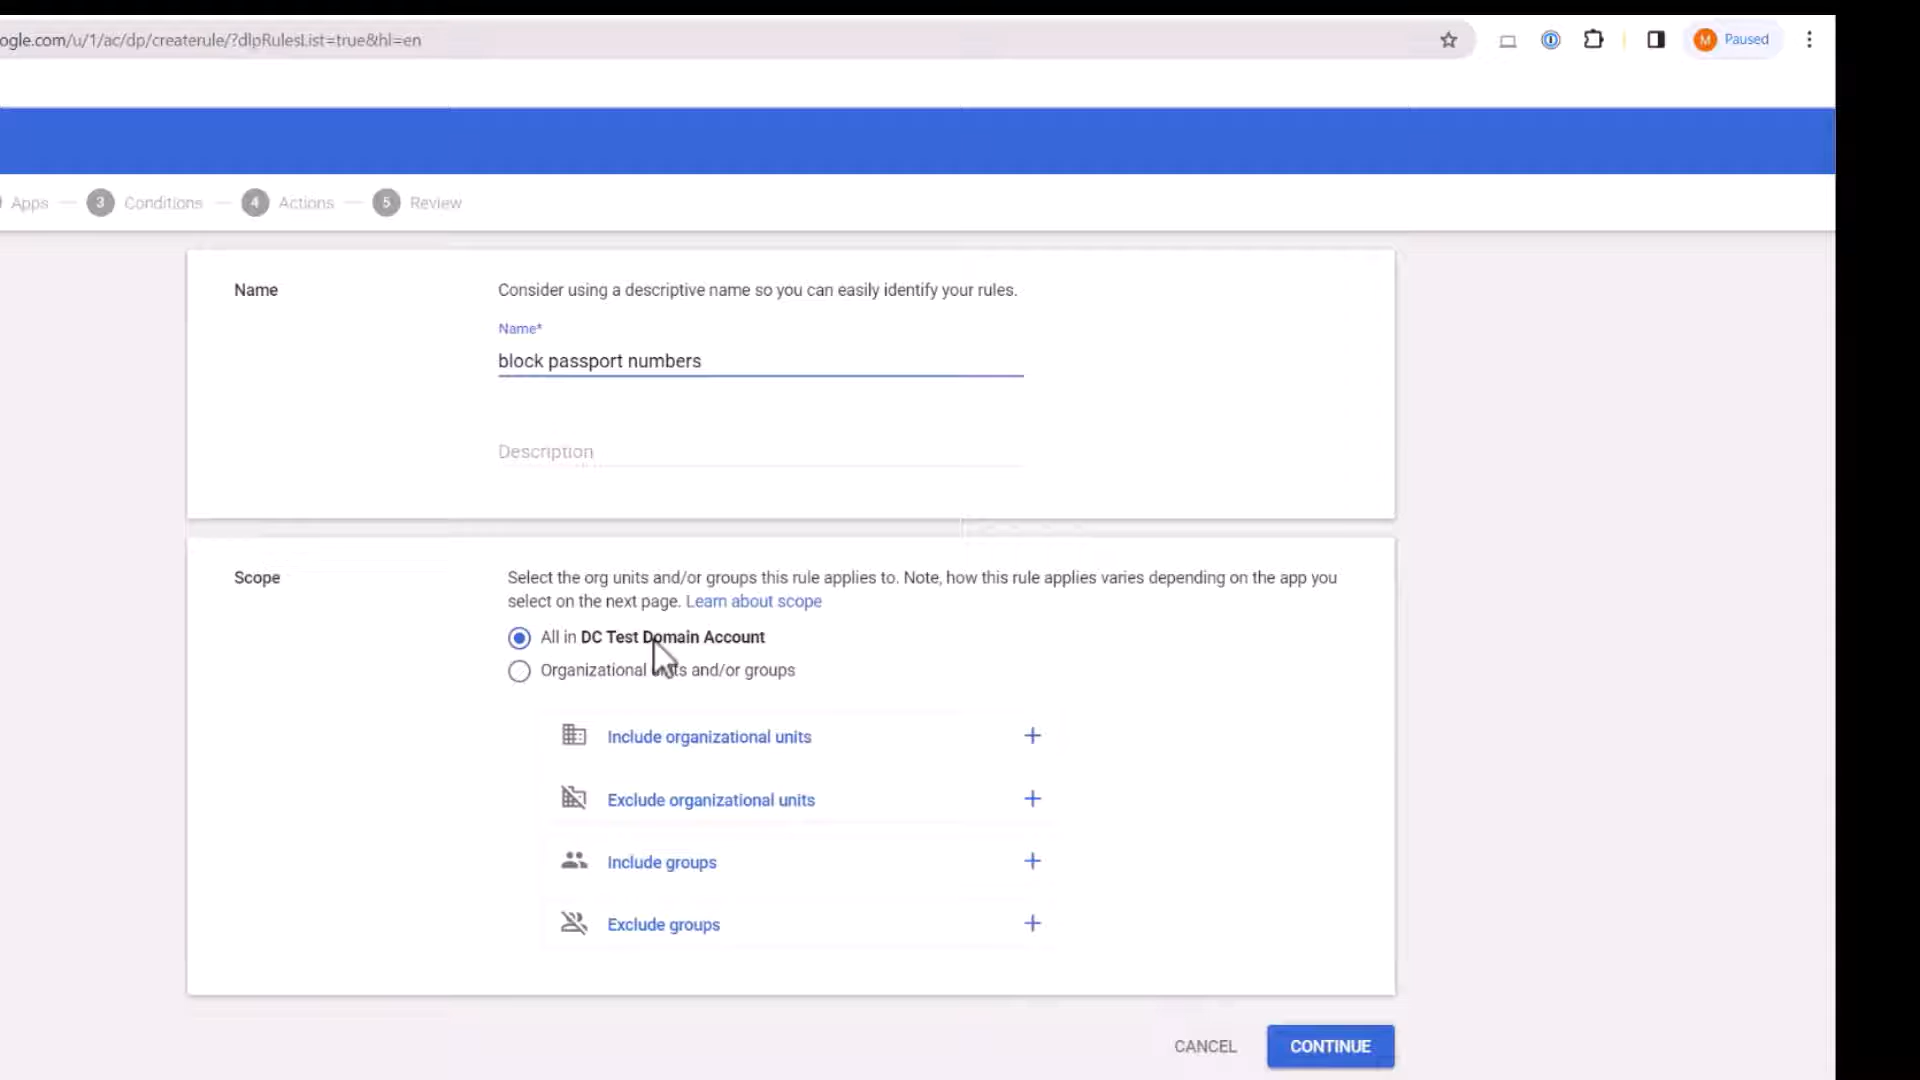 ogle.com/u/1/ac/dp/createrule/?dlpRulesList=true&hl=en
M Paused
Apps 3 Conditions 4 Actions 5 Review
Name
Consider using a descriptive name so you can easily identify your rules.
Name*
block passport numbers
Description
Scope
Select the org units and/or groups this rule applies to. Note, how this rule applies varies depending on the app you
select on the next page. Learn about scope
All in DC Test Domain Account
Organizational units and/or groups
Include organizational units
Exclude organizational units
Include groups
Exclude groups
CANCEL
CONTINUE